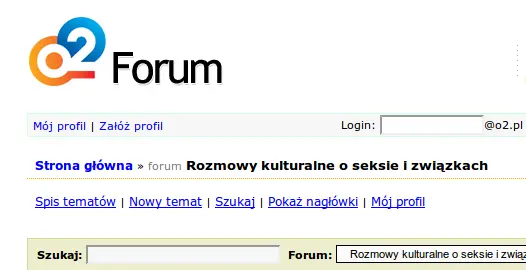 o2 Forum
Mój profil | Załóż profil Login: @o2.pl
Strona główna » forum Rozmowy kulturalne o seksie i związkach
Spis tematów | Nowy temat | Szukaj | Pokaż nagłówki | Mój profil
Szukaj: Forum: Rozmowy kulturalne o seksie i